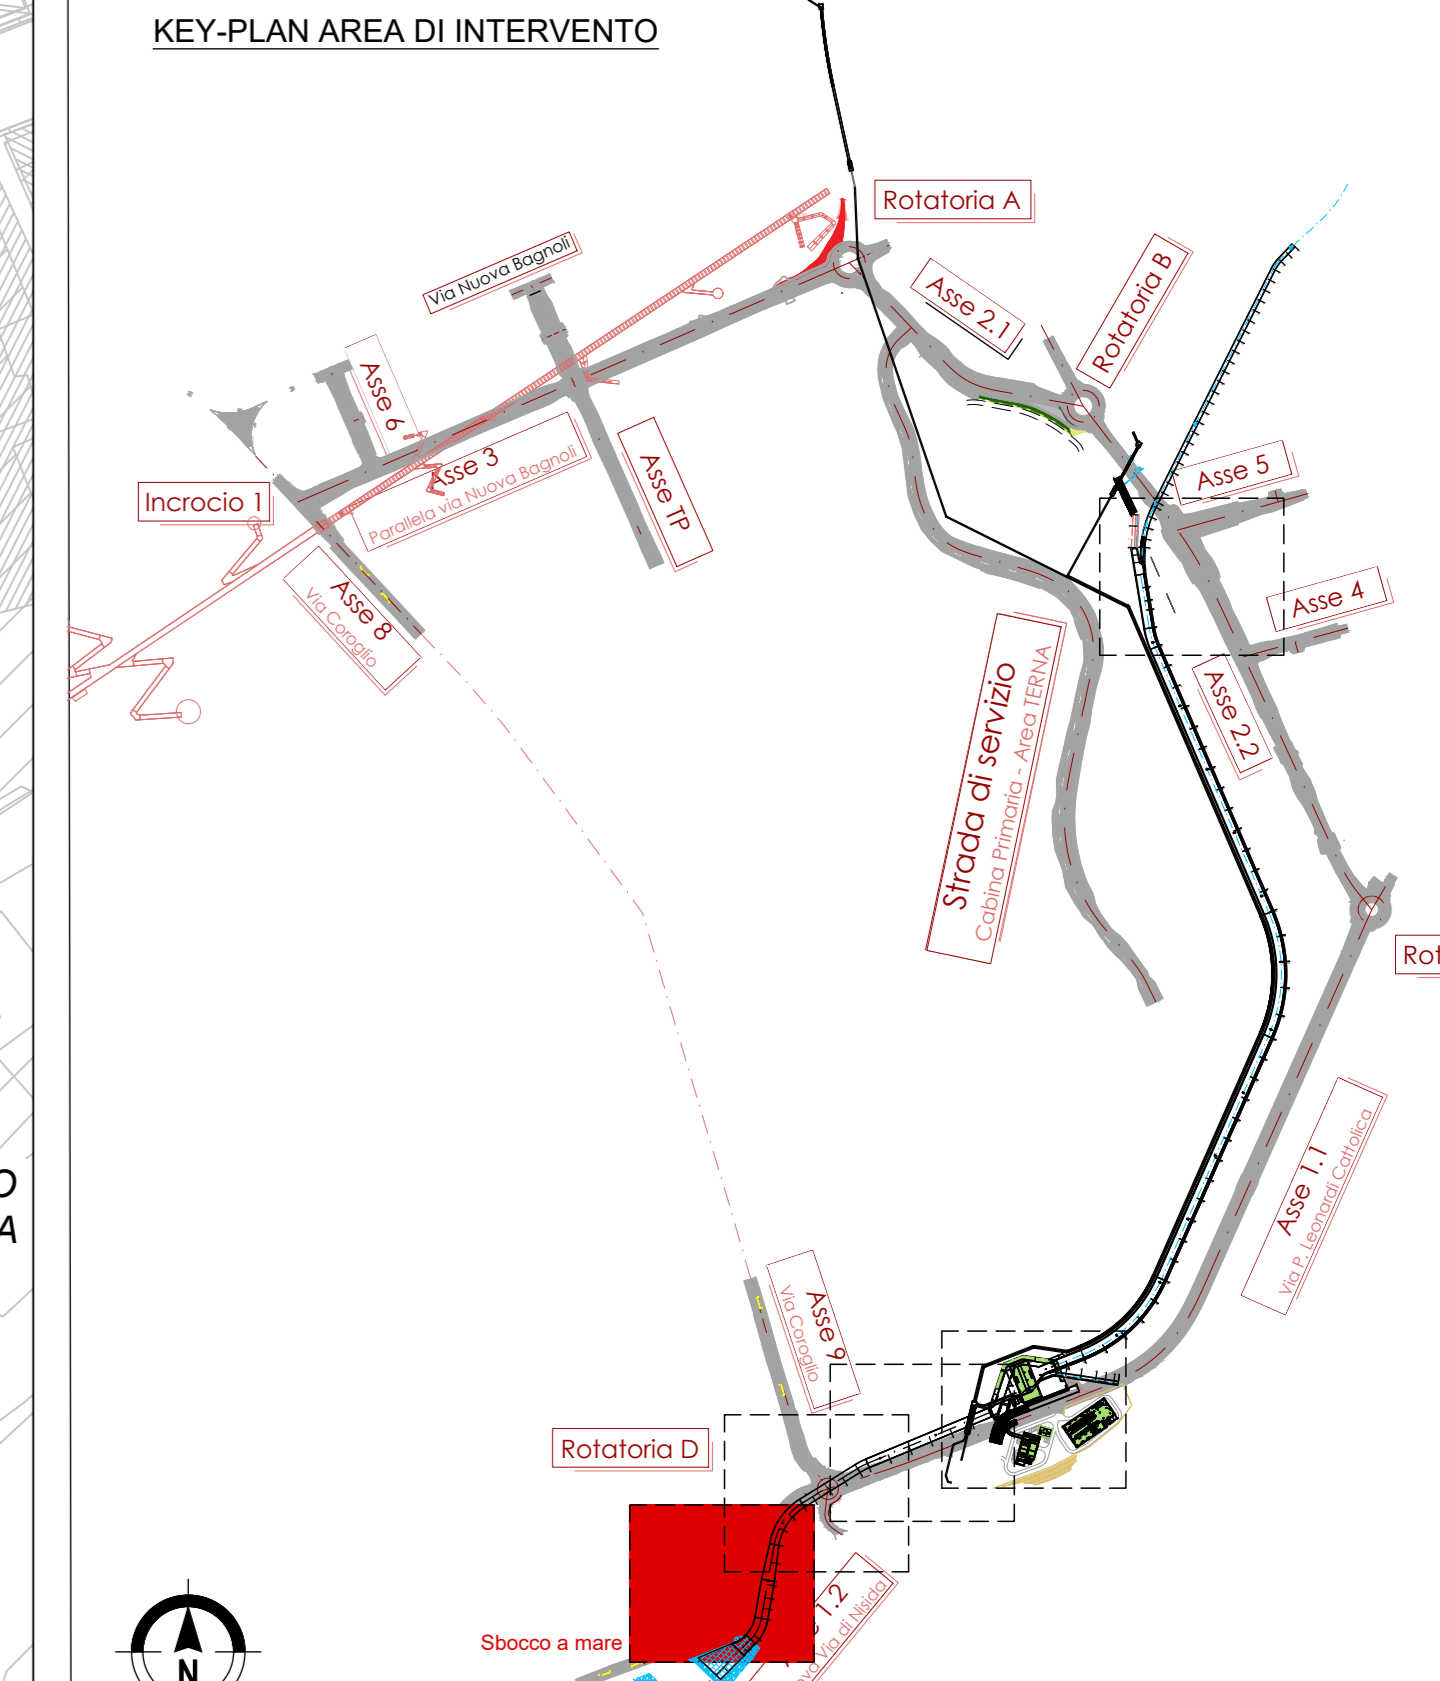 KEY-PLAN AREA DI INTERVENTO
Rotatoria A
Via Nuova Bagnoli
Asse 2.1
Rotatoria B
Asse 6
Asse 3
Parallela via Nuova Bagnoli
Asse TP
Asse 5
Incrocio 1
Asse 8
Via Coroglio
Asse 4
Strada di servizio
Cabina Primaria - Area TERNA
Asse 2.2
Rot
Asse 1.1
Via P. Leonardi Cattolica
O
A
Asse 9
Via Coroglio
Rotatoria D
1.2
Via di Nisida
Sbocco a mare
N